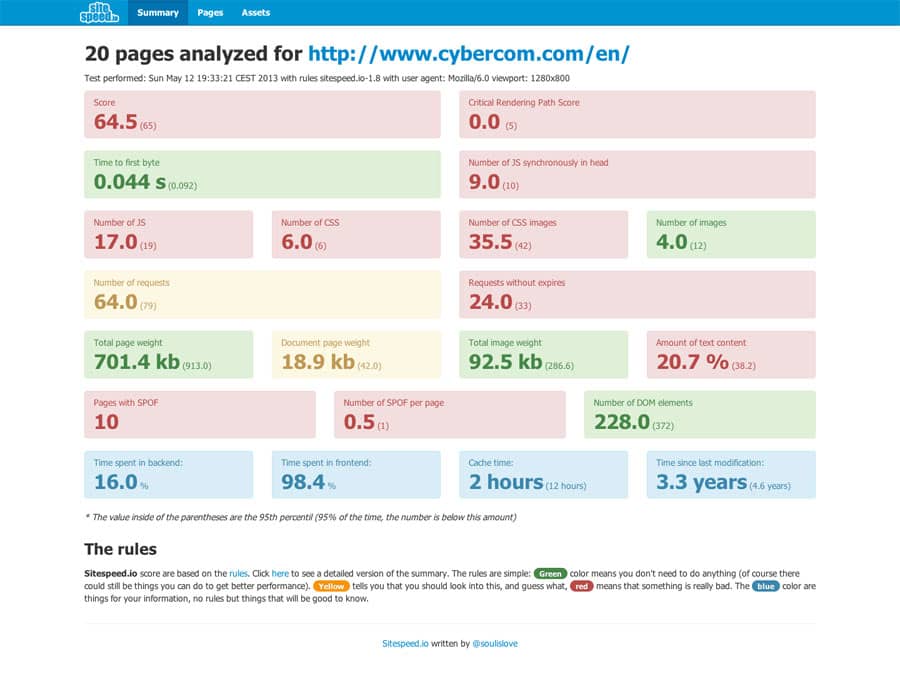 site speed.io Summary Pages Assets
20 pages analyzed for http://www.cybercom.com/en/
Test performed: Sun May 12 19:33:21 CEST 2013 with rules sitespeed.io-1.8 with user agent: Mozilla/6.0 viewport: 1280x800
Score
64.5 (65)
Critical Rendering Path Score
0.0 (5)
Time to first byte
0.044 s (0.092)
Number of JS synchronously in head
9.0 (10)
Number of JS
17.0 (19)
Number of CSS
6.0 (6)
Number of CSS images
35.5 (42)
Number of images
4.0 (12)
Number of requests
64.0 (79)
Requests without expires
24.0 (33)
Total page weight
701.4 kb (913.0)
Document page weight
18.9 kb (42.0)
Total image weight
92.5 kb (286.6)
Amount of text content
20.7 % (38.2)
Pages with SPOF
10
Number of SPOF per page
0.5 (1)
Number of DOM elements
228.0 (372)
Time spent in backend:
16.0 %
Time spent in frontend:
98.4 %
Cache time:
2 hours (12 hours)
Time since last modification:
3.3 years (4.6 years)
* The value inside of the parentheses are the 95th percentil (95% of the time, the number is below this amount)
The rules
Sitespeed.io score are based on the rules. Click here to see a detailed version of the summary. The rules are simple: Green color means you don't need to do anything (of course there
could still be things you can do to get better performance). Yellow tells you that you should look into this, and guess what, red means that something is really bad. The blue color are
things for your information, no rules but things that will be good to know.
Sitespeed.io written by @soulislove